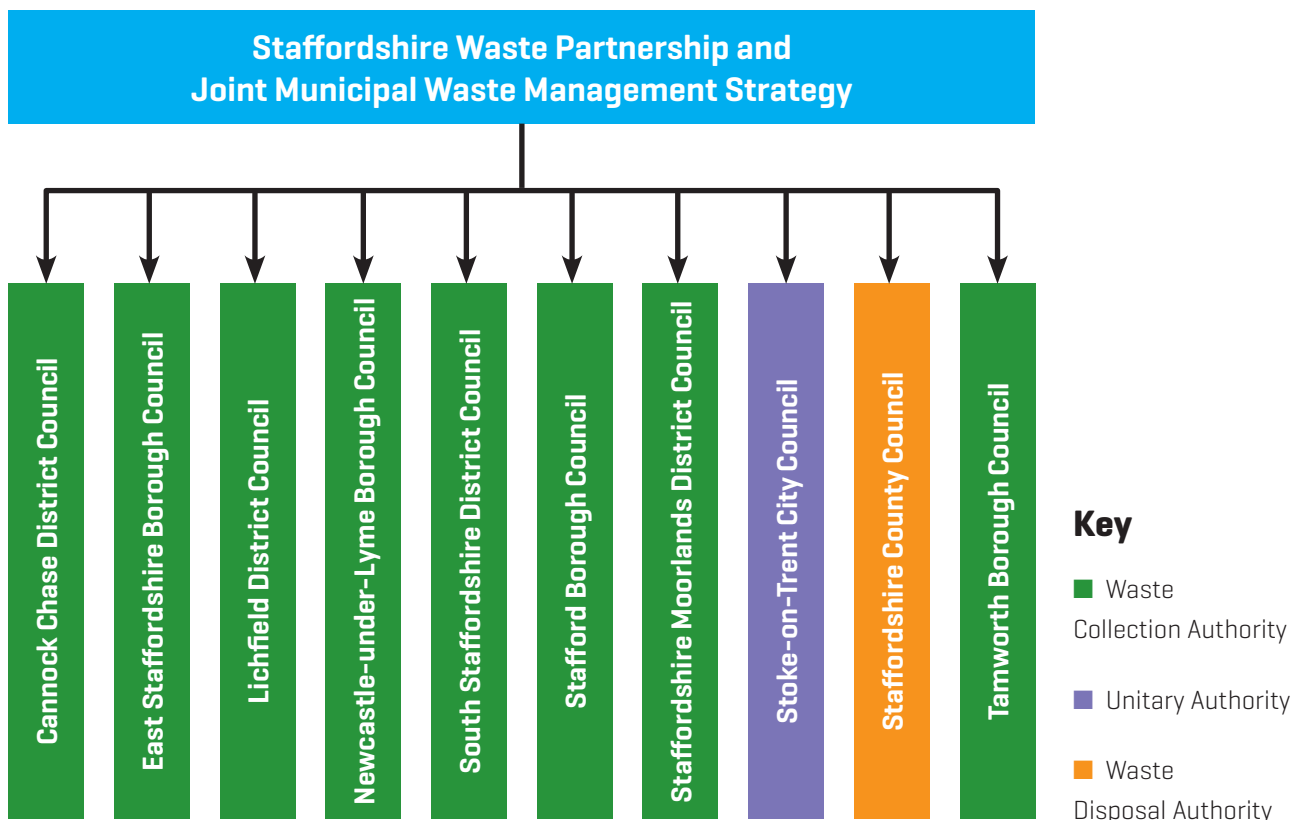 Staffordshire Waste Partnership and
Joint Municipal Waste Management Strategy
Cannock Chase District Council
East Staffordshire Borough Council
Lichfield District Council
Newcastle-under-Lyme Borough Council
South Staffordshire District Council
Stafford Borough Council
Staffordshire Moorlands District Council
Stoke-on-Trent City Council
Staffordshire County Council
Tamworth Borough Council
Key
Waste
Collection Authority
Unitary Authority
Waste
Disposal Authority